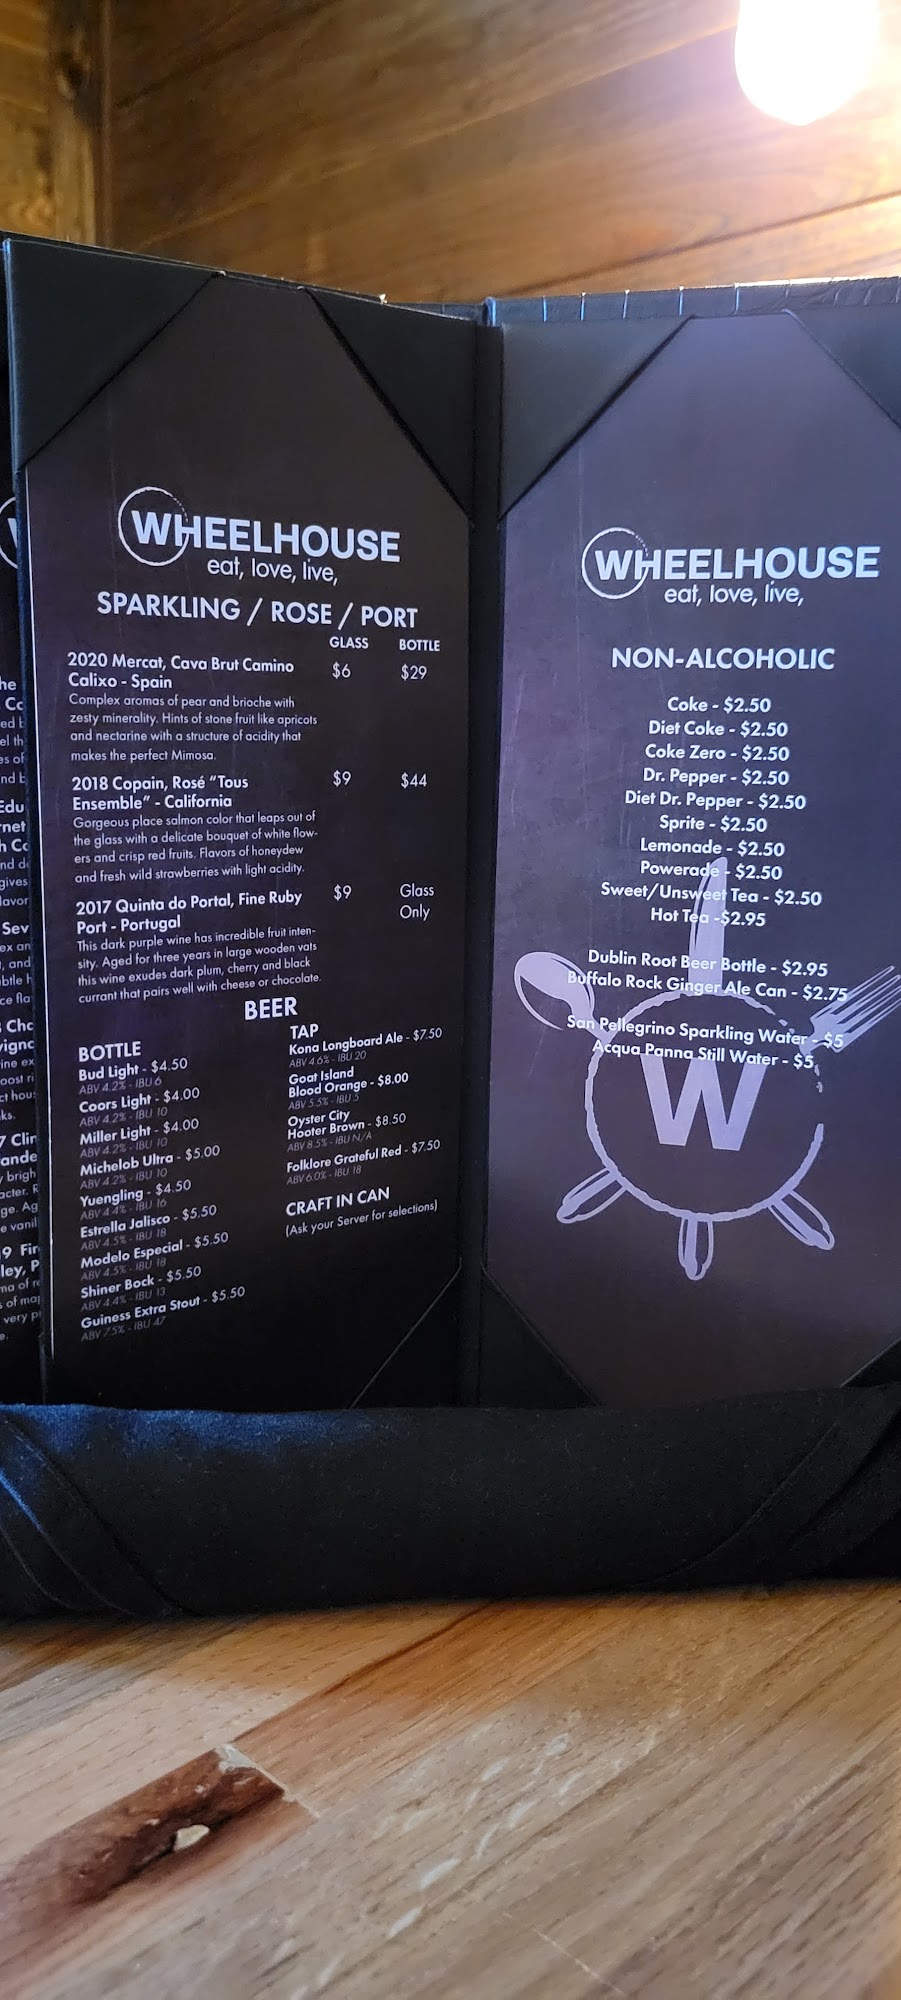 WHEELHOUSE
eat, love, live,
SPARKLING / ROSE / PORT
GLASS BOTTLE
2020 Mercat, Cava Brut Camino
Calixo - Spain
$6 $29
Complex aromas of pear and brioche with
zesty minerality. Hints of stone fruit like apricots
and nectarine with a structure of acidity that
makes the perfect Mimosa.
2018 Copain, Rosé "Tous
Ensemble" - California
$9 $44
Gorgeous place salmon color that leaps out of
the glass with a delicate bouquet of white flow-
ers and crisp red fruits. Flavors of honeydew
and fresh wild strawberries with light acidity.
2017 Quinta do Portal, Fine Ruby
Port - Portugal
$9 Glass
Only
This dark purple wine has incredible fruit inten-
sity. Aged for three years in large wooden vats
this wine exudes dark plum, cherry and black
currant that pairs well with cheese or chocolate.
BEER
BOTTLE
Bud Light - $4.50
ABV 4.2% - IBU 6
Coors Light - $4.00
ABV 4.2% - IBU 10
Miller Light - $4.00
ABV 4.2% - IBU 10
Michelob Ultra - $5.00
ABV 4.2% - IBU 10
Yuengling - $4.50
ABV 4.4% - IBU 16
Estrella Jalisco - $5.50
ABV 4.5% - IBU 18
Modelo Especial - $5.50
ABV 4.5% - IBU 18
Shiner Bock - $5.50
ABV 4.4% - IBU 13
Guiness Extra Stout - $5.50
ABV 7.5% - IBU 47
TAP
Kona Longboard Ale - $7.50
ABV 4.6% - IBU 20
Goat Island
Blood Orange - $8.00
ABV 5.5% - IBU 5
Oyster City
Hooter Brown - $8.50
ABV 8.5% - IBU N/A
Folklore Grateful Red - $7.50
ABV 6.0% - IBU 18
CRAFT IN CAN
(Ask your Server for selections)
WHEELHOUSE
eat, love, live,
NON-ALCOHOLIC
Coke - $2.50
Diet Coke - $2.50
Coke Zero - $2.50
Dr. Pepper - $2.50
Diet Dr. Pepper - $2.50
Sprite - $2.50
Lemonade - $2.50
Powerade - $2.50
Sweet/Unsweet Tea - $2.50
Hot Tea -$2.95
Dublin Root Beer Bottle - $2.95
Buffalo Rock Ginger Ale Can - $2.75
San Pellegrino Sparkling Water - $5
Acqua Panna Still Water - $5
W